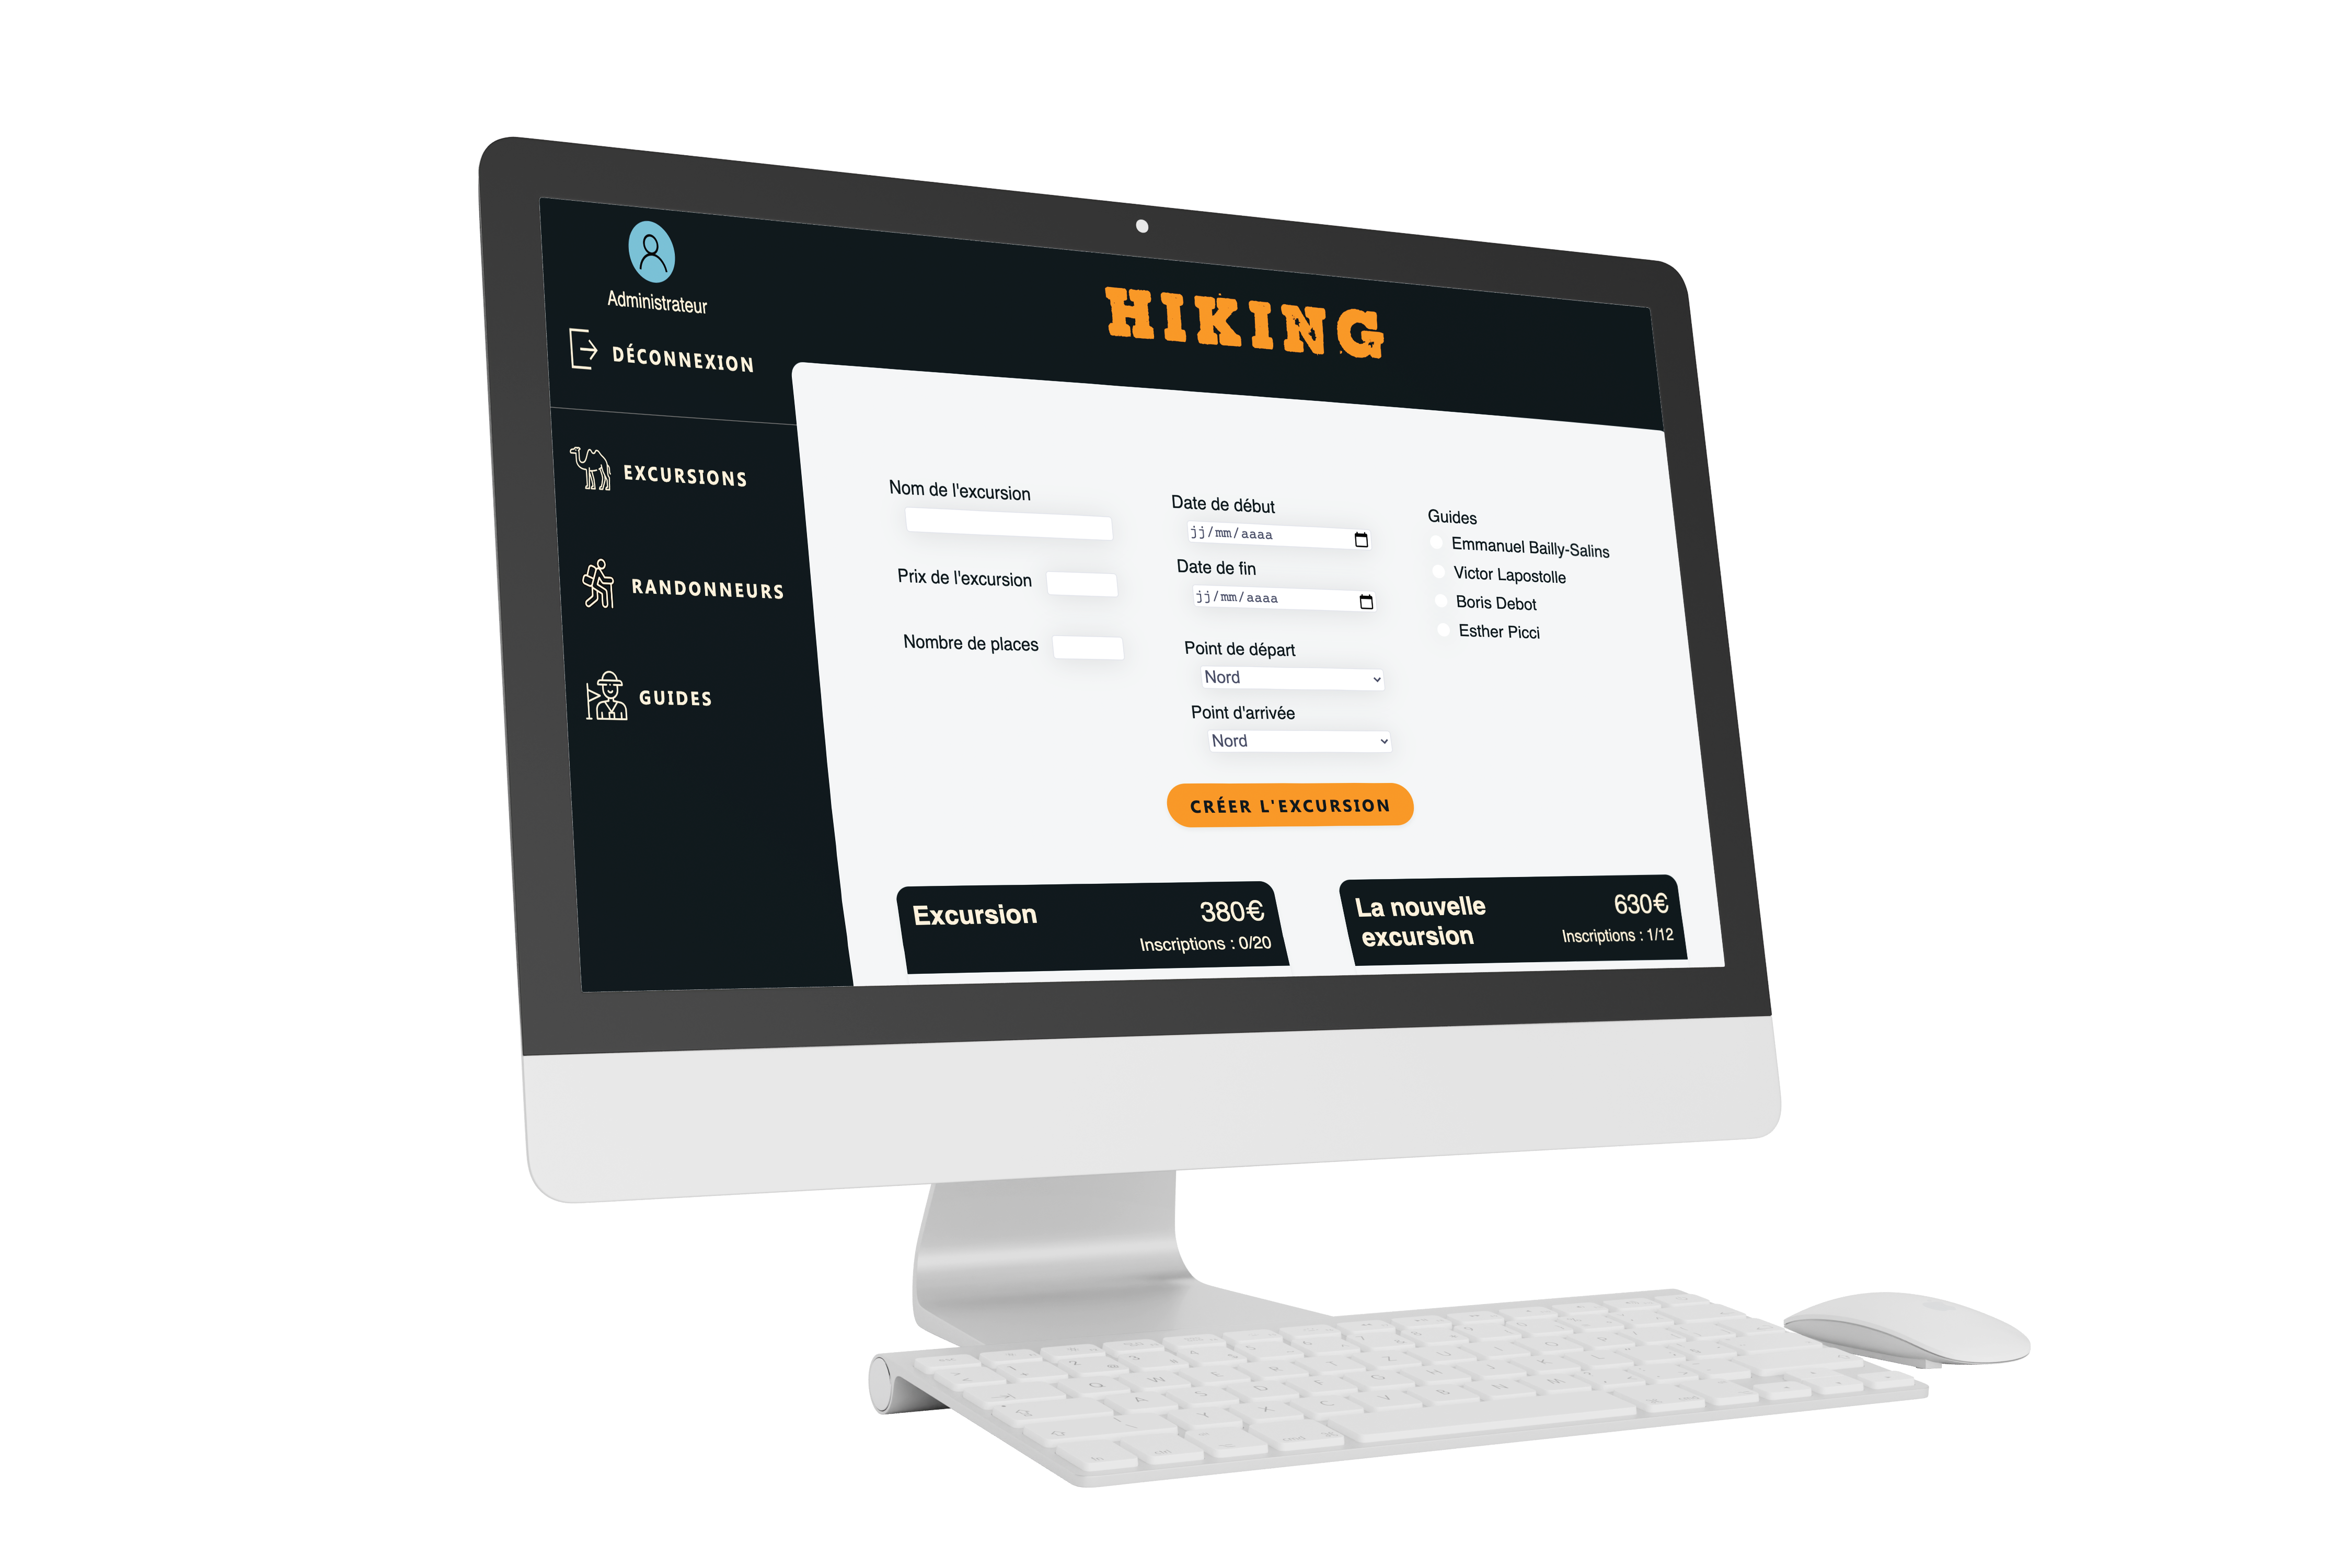 Administrateur
DÉCONNEXION
EXCURSIONS
RANDONNEURS
GUIDES
HIKING
Nom de l'excursion
Prix de l'excursion
Nombre de places
Date de début
jj/mm/aaaa
Date de fin
jj/mm/aaaa
Point de départ
Nord
Point d'arrivée
Nord
Guides
Emmanuel Bailly-Salins
Victor Lapostolle
Boris Debot
Esther Picci
CRÉER L'EXCURSION
Excursion
380€
Inscriptions : 0/20
La nouvelle
excursion
630€
Inscriptions : 1/12